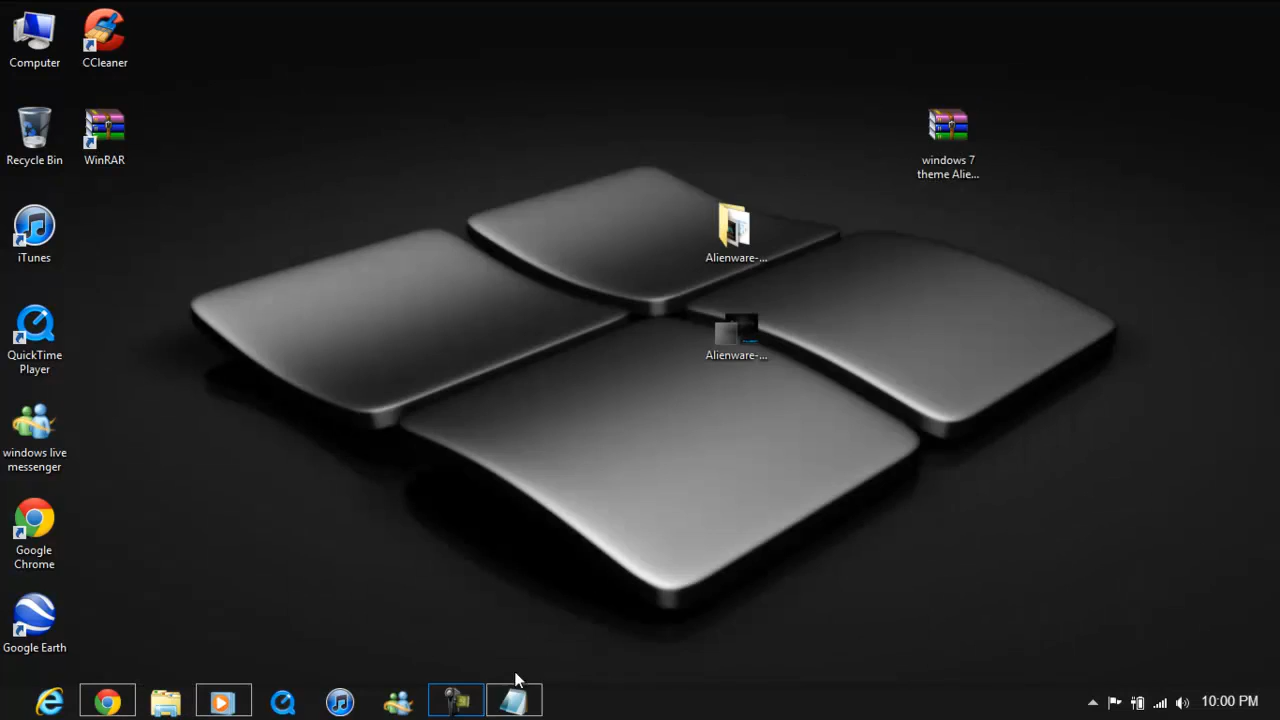 Computer
CCleaner
Recycle Bin
WinRAR
iTunes
QuickTime
Player
windows live
messenger
Google
Chrome
Google Earth
windows 7
theme Alie...
Alienware-...
Alienware-...
10:00 PM